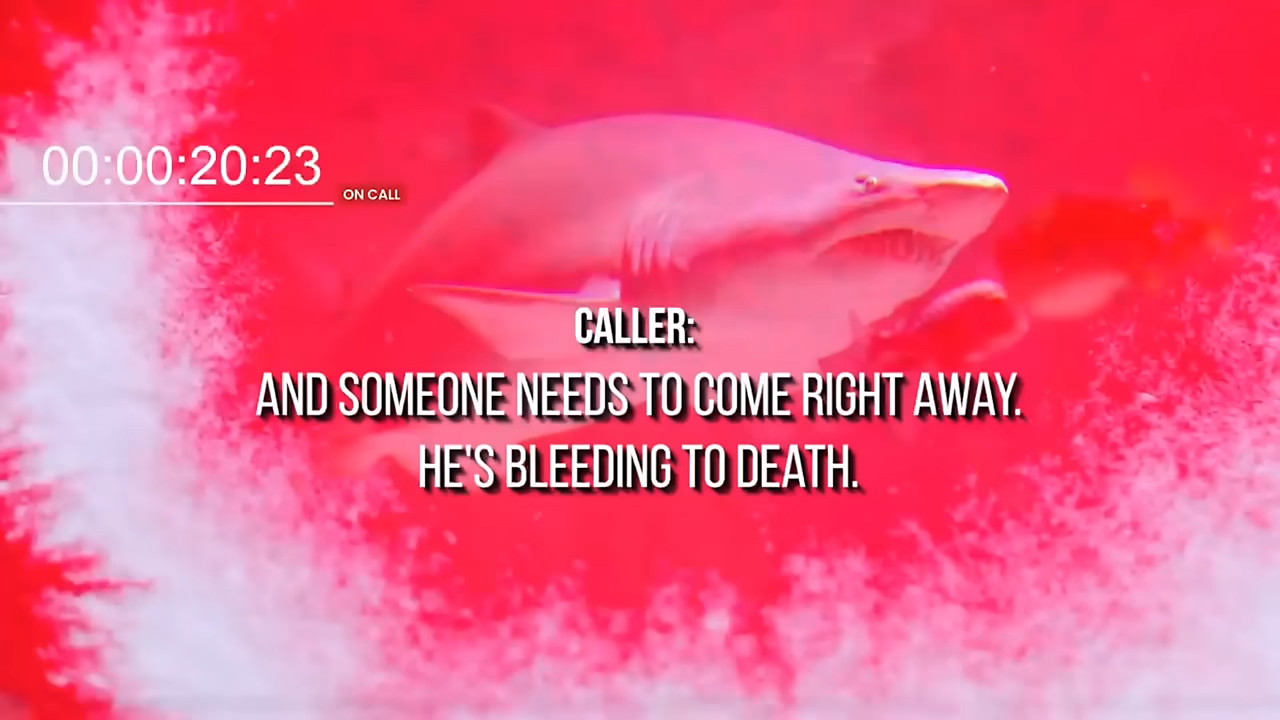 00:00:20:23
ON CALL
CALLER:
AND SOMEONE NEEDS TO COME RIGHT AWAY.
HE'S BLEEDING TO DEATH.